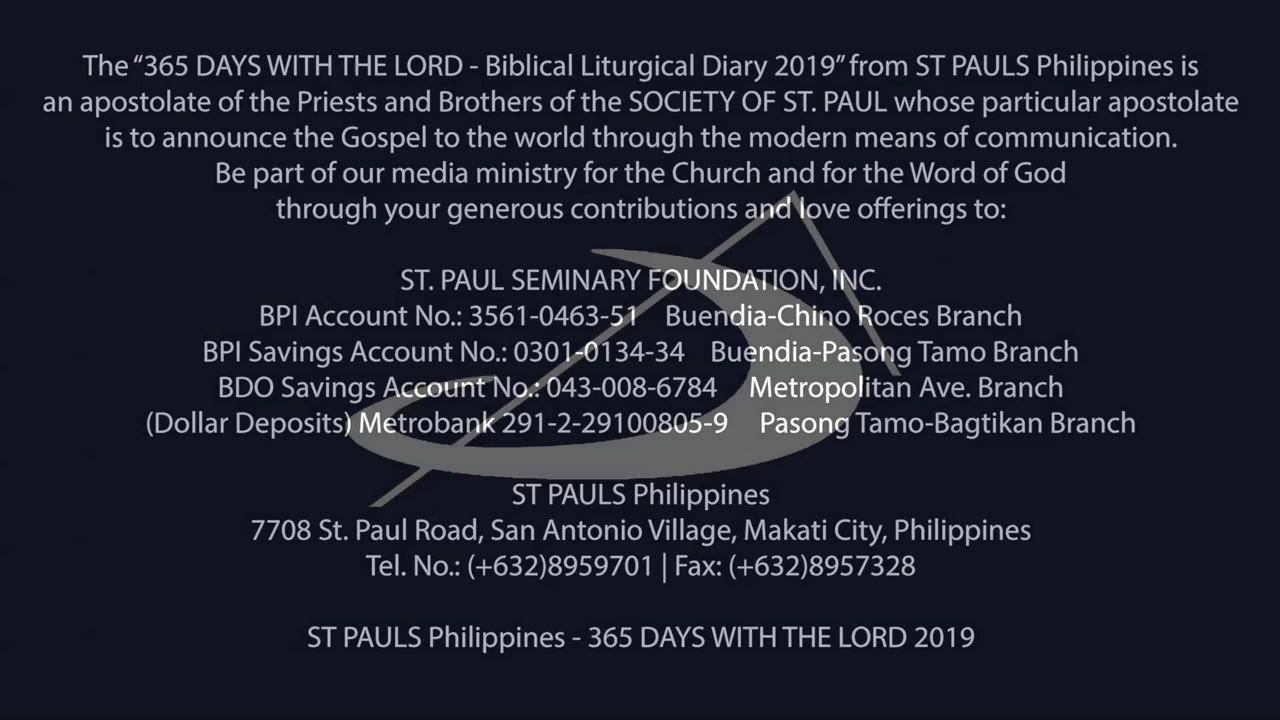 The “365 DAYS WITH THE LORD - Biblical Liturgical Diary 2019” from ST PAULS Philippines is
an apostolate of the Priests and Brothers of the SOCIETY OF ST. PAUL whose particular apostolate
is to announce the Gospel to the world through the modern means of communication.
Be part of our media ministry for the Church and for the Word of God
through your generous contributions and love offerings to:
ST. PAUL SEMINARY FOUNDATION, INC.
BPI Account No.: 3561-0463-51 Buendia-Chino Roces Branch
BPI Savings Account No.: 0301-0134-34 Buendia-Pasong Tamo Branch
BDO Savings Account No.: 043-008-6784 Metropolitan Ave. Branch
(Dollar Deposits) Metrobank 291-2-29100805-9 Pasong Tamo-Bagtikan Branch
ST PAULS Philippines
7708 St. Paul Road, San Antonio Village, Makati City, Philippines
Tel. No.: (+632)8959701 | Fax: (+632)8957328
ST PAULS Philippines - 365 DAYS WITH THE LORD 2019